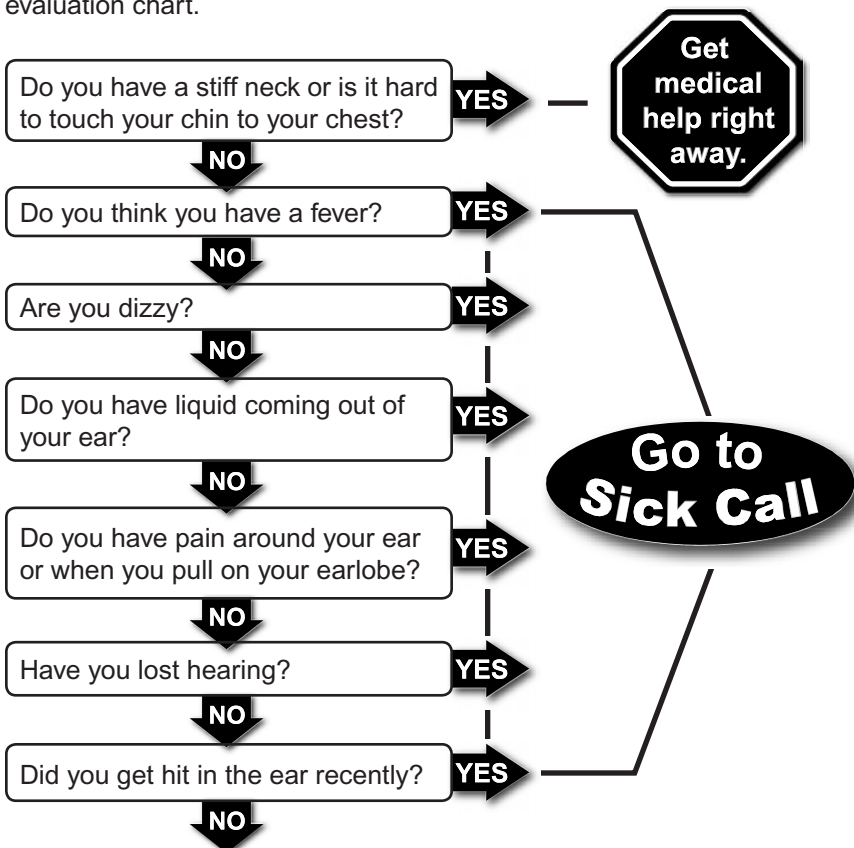 evaluation chart.
Do you have a stiff neck or is it hard
to touch your chin to your chest?
YES
Get
medical
help right
away.
NO
Do you think you have a fever?
YES
NO
Are you dizzy?
YES
NO
Do you have liquid coming out of
your ear?
YES
Go to
Sick Call
NO
Do you have pain around your ear
or when you pull on your earlobe?
YES
NO
Have you lost hearing?
YES
NO
Did you get hit in the ear recently?
YES
NO